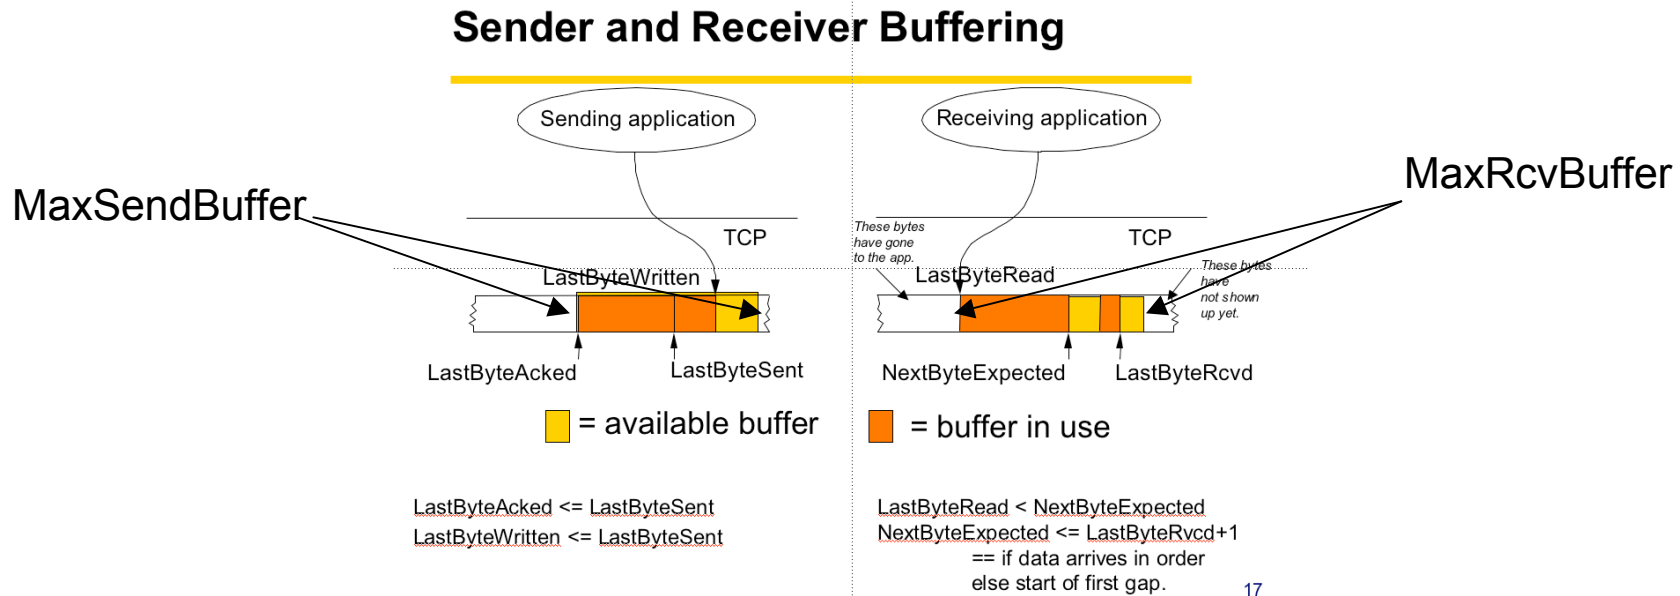 Sender and Receiver Buffering
Sending application
Receiving application
MaxSendBuffer
MaxRcvBuffer
TCP
These bytes
have gone
to the app.
TCP
LastByteWritten
LastByteRead
These bytes
have
not shown
up yet.
LastByteAcked
LastByteSent
NextByteExpected
LastByteRcvd
= available buffer
= buffer in use
LastByteAcked <= LastByteSent
LastByteWritten <= LastByteSent
LastByteRead < NextByteExpected
NextByteExpected <= LastByteRvcd+1
== if data arrives in order
else start of first gap.
17